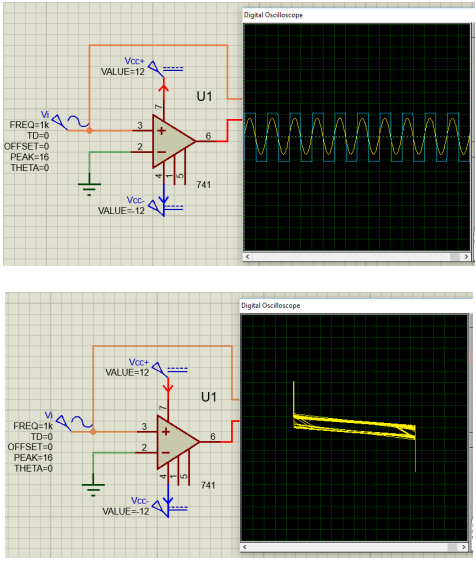 Digital Oscilloscope
Vcc+
VALUE=12
7
U1
Vi
FREQ=1k
TD=0
OFFSET=0
PEAK=16
THETA=0
3
6
2
4
1
5
741
Vcc-
VALUE=-12
Digital Oscilloscope
Vcc+
VALUE=12
7
U1
Vi
FREQ=1k
TD=0
OFFSET=0
PEAK=16
THETA=0
3
6
2
4
1
5
741
Vcc-
VALUE=-12